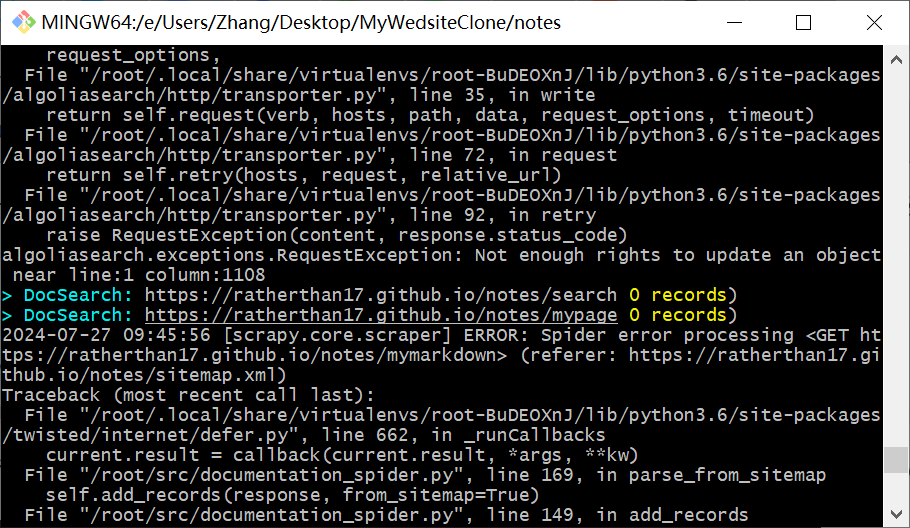 MINGW64:/e/Users/Zhang/Desktop/MyWedsiteClone/notes
request_options,
File "/root/.local/share/virtualenvs/root-BuDEOXnJ/lib/python3.6/site-packages
/algoliasearch/http/transporter.py", line 35, in write
return self.request(verb, hosts, path, data, request_options, timeout)
File "/root/.local/share/virtualenvs/root-BuDEOXnJ/lib/python3.6/site-packages
/algoliasearch/http/transporter.py", line 72, in request
return self.retry(hosts, request, relative_url)
File "/root/.local/share/virtualenvs/root-BuDEOXnJ/lib/python3.6/site-packages
/algoliasearch/http/transporter.py", line 92, in retry
raise RequestException(content, response.status_code)
algoliasearch.exceptions.RequestException: Not enough rights to update an object
near line:1 column:1108
> DocSearch: https://ratherthan17.github.io/notes/search 0 records)
> DocSearch: https://ratherthan17.github.io/notes/mypage 0 records)
2024-07-27 09:45:56 [scrapy.core.scraper] ERROR: Spider error processing <GET ht
tps://ratherthan17.github.io/notes/mymarkdown> (referer: https://ratherthan17.gi
thub.io/notes/sitemap.xml)
Traceback (most recent call last):
File "/root/.local/share/virtualenvs/root-BuDEOXnJ/lib/python3.6/site-packages
/twisted/internet/defer.py", line 662, in _runCallbacks
current.result = callback(current.result, *args, **kw)
File "/root/src/documentation_spider.py", line 169, in parse_from_sitemap
self.add_records(response, from_sitemap=True)
File "/root/src/documentation_spider.py", line 149, in add_records